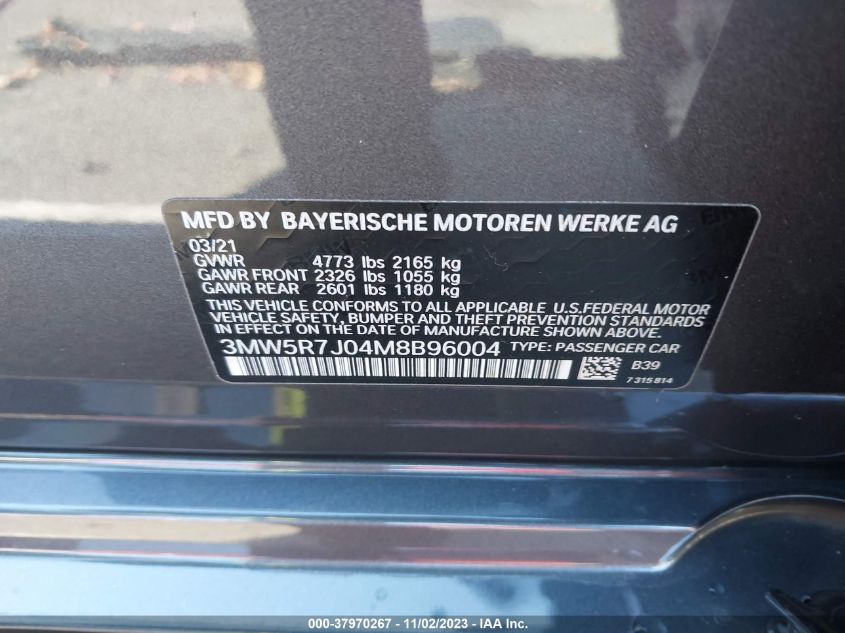 MFD BY BAYERISCHE MOTOREN WERKE AG
03/21
GVWR 4773 lbs 2165 kg
GAWR FRONT 2326 lbs 1055 kg
GAWR REAR 2601 lbs 1180 kg
THIS VEHICLE CONFORMS TO ALL APPLICABLE U.S.FEDERAL MOTOR
VEHICLE SAFETY, BUMPER AND THEFT PREVENTION STANDARDS
IN EFFECT ON THE DATE OF MANUFACTURE SHOWN ABOVE.
3MW5R7J04M8B96004 TYPE: PASSENGER CAR
B39
7 315 814
000-37970267 - 11/02/2023 - IAA Inc.